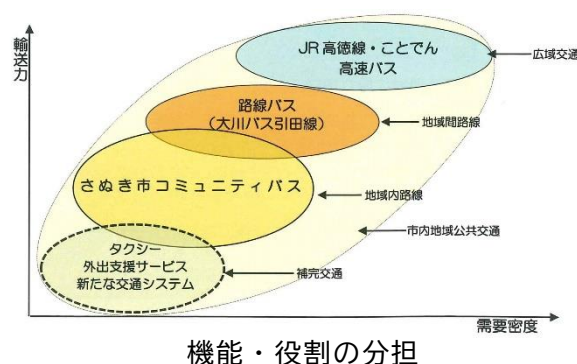 輸送力
JR高徳線・ことでん
高速バス
広域交通
路線バス
（大川バス引田線）
地域間路線
さぬき市コミュニティバス
地域内路線
市内地域公共交通
タクシー
外出支援サービス
新たな交通システム
補完交通
需要密度
機能・役割の分担